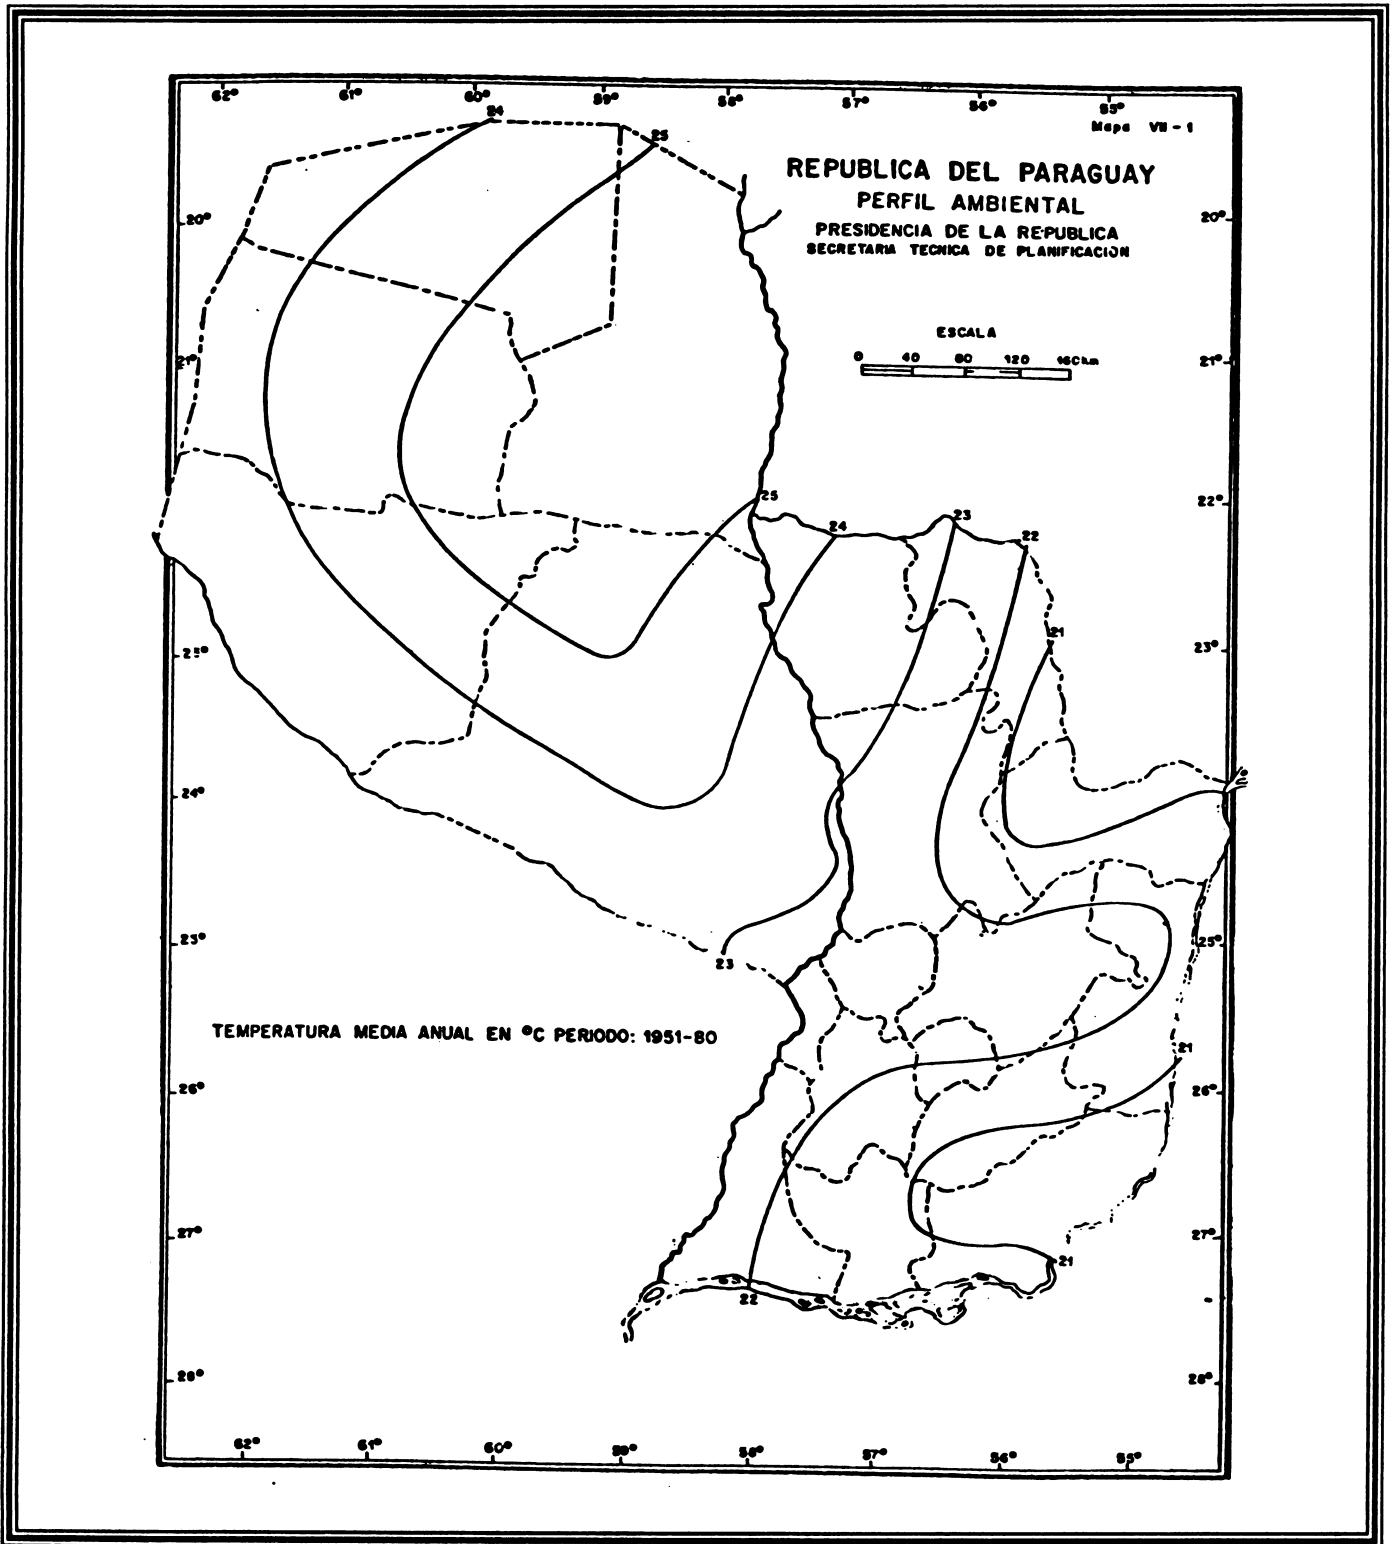 62° 61° 60° 59° 58° 57° 56° 55°
Mapa VII - 1
24
25
REPUBLICA DEL PARAGUAY
PERFIL AMBIENTAL
PRESIDENCIA DE LA REPUBLICA
SECRETARIA TECNICA DE PLANIFICACION
20° 20°
ESCALA
0 40 80 120 160km
21° 21°
22°
25
24
23
22
21
23° 23°
24°
25° 25°
23
TEMPERATURA MEDIA ANUAL EN °C PERIODO: 1951-80
21
26° 26°
27° 27°
21
22
28° 28°
62° 61° 60° 59° 58° 57° 56° 55°